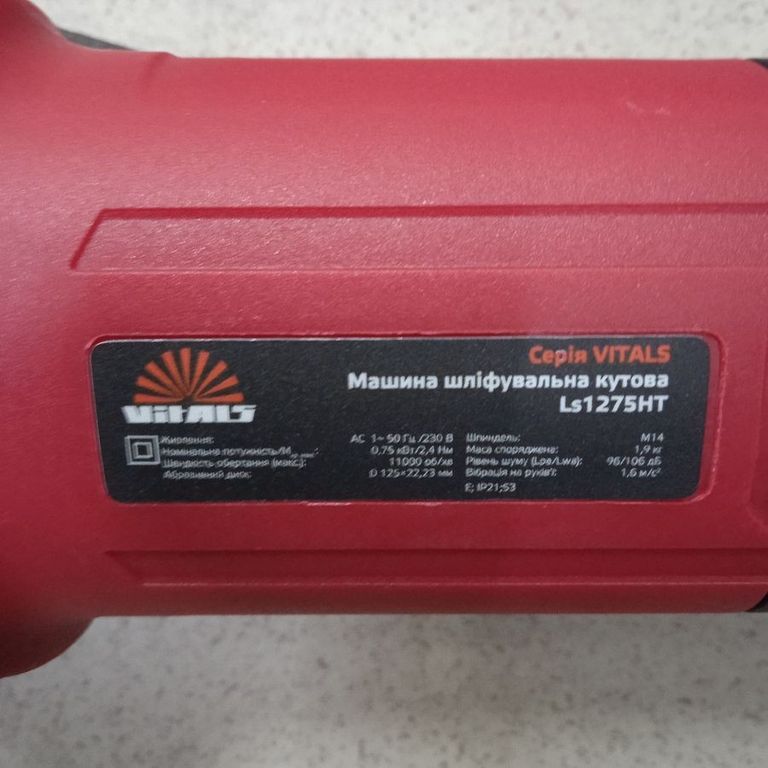 Серія VITALS
Машина шліфувальна кутова
Ls1275HT
VITALS
Живлення: AC 1~ 50 Гц /230 В
Номінальна потужність/М: 0,75 кВт/2,4 Нм
Швидкість обертання (макс.): 11000 об/хв
Абразивний диск: D 125×22,23 мм
Шпиндель: M14
Маса споряджена: 1,9 кг
Рівень шуму (Lpa/Lwa): 96/106 дБ
Вібрація на руків'ї: 1,6 м/с²
E; IP21;S3